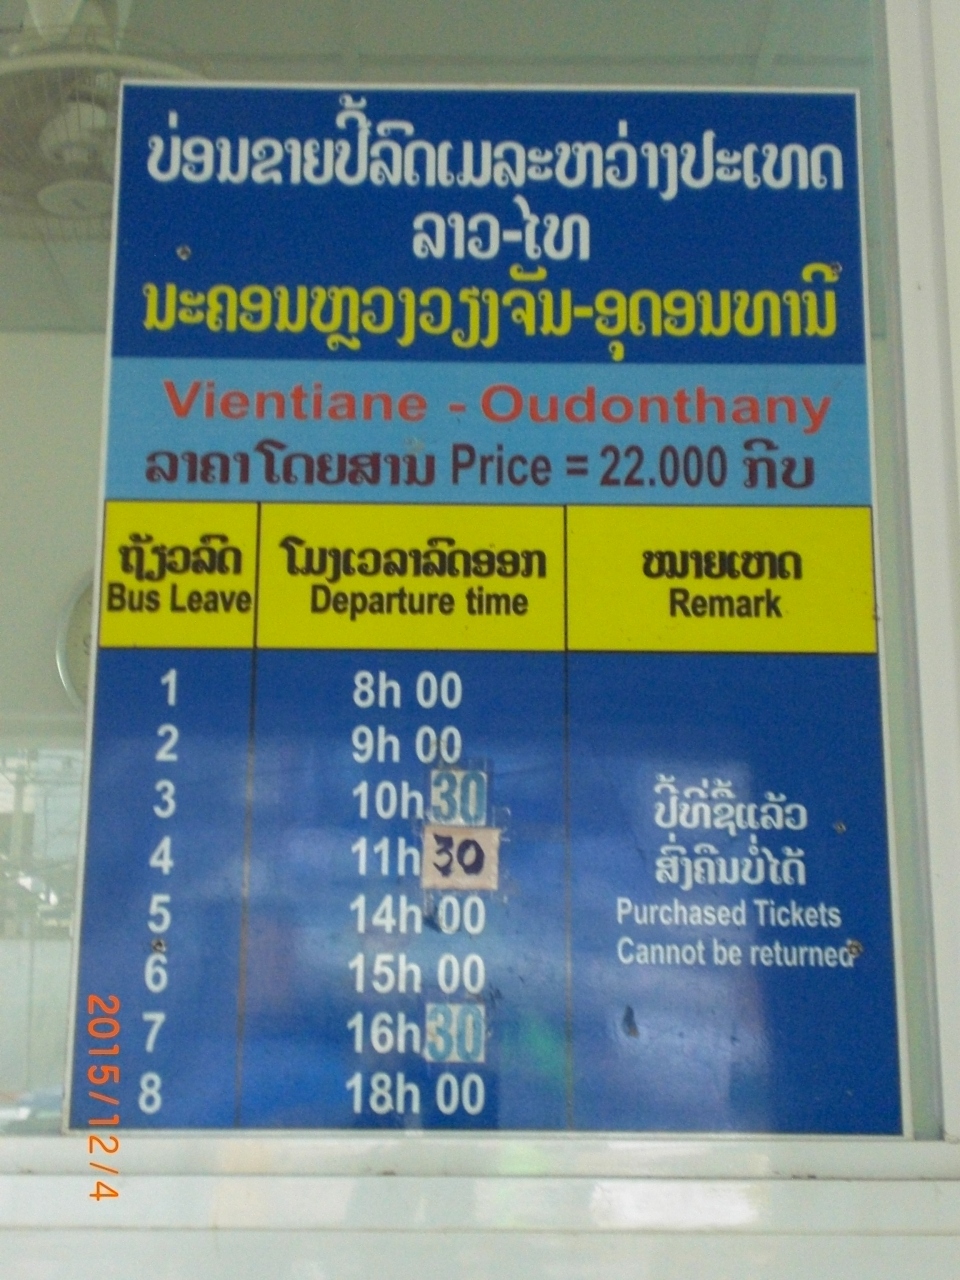 ບ່ອນຂາຍປີ້ລົດເມລະຫວ່າງປະເທດ
ລາວ-ໄທ
ນະຄອນຫຼວງວຽງຈັນ-ອຸດອນທານີ
Vientiane - Oudonthany
ລາຄາໂດຍສານ Price = 22.000 ກີບ
ຖ້ຽວລົດ ໂມງເວລາລົດອອກ ໝາຍເຫດ
Bus Leave Departure time Remark
1 8h 00
2 9h 00
3 10h 30
4 11h 30
5 14h 00
6 15h 00
7 16h 30
8 18h 00
ປີ້ທີ່ຊື້ແລ້ວ
ສົ່ງຄືນບໍ່ໄດ້
Purchased Tickets
Cannot be returned
2015/12/4